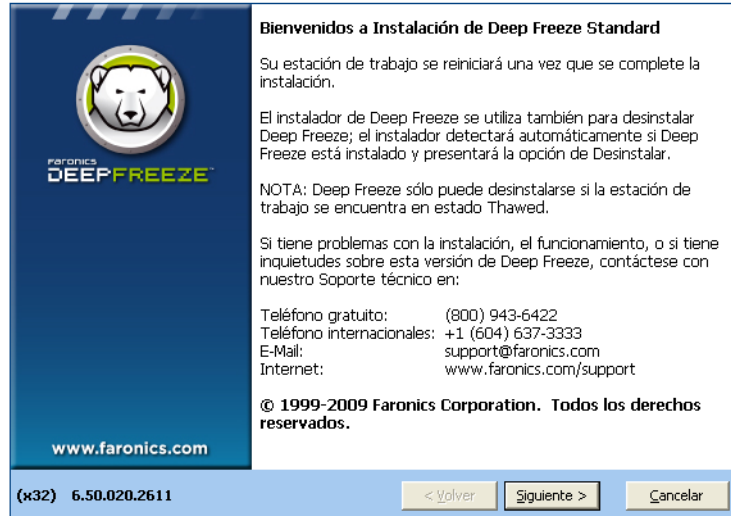 Bienvenidos a Instalación de Deep Freeze Standard
Su estación de trabajo se reiniciará una vez que se complete la
instalación.
El instalador de Deep Freeze se utiliza también para desinstalar
Deep Freeze; el instalador detectará automáticamente si Deep
Freeze está instalado y presentará la opción de Desinstalar.
NOTA: Deep Freeze sólo puede desinstalarse si la estación de
trabajo se encuentra en estado Thawed.
Si tiene problemas con la instalación, el funcionamiento, o si tiene
inquietudes sobre esta versión de Deep Freeze, contáctese con
nuestro Soporte técnico en:
Teléfono gratuito: (800) 943-6422
Teléfono internacionales: +1 (604) 637-3333
E-Mail: support@faronics.com
Internet: www.faronics.com/support
© 1999-2009 Faronics Corporation. Todos los derechos
reservados.
Faronics
DEEPFREEZE™
www.faronics.com
(x32) 6.50.020.2611
< Volver
Siguiente >
Cancelar